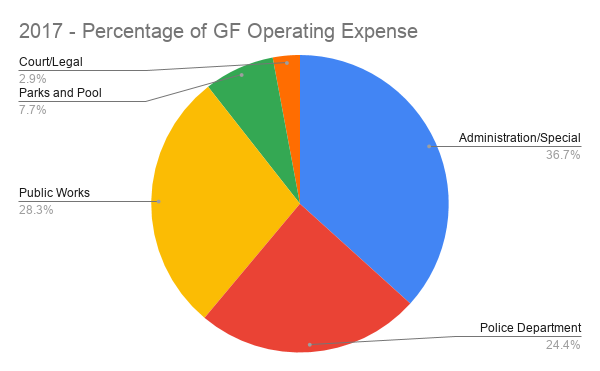 2017 - Percentage of GF Operating Expense
Court/Legal
2.9%
Parks and Pool
7.7%
Administration/Special
36.7%
Public Works
28.3%
Police Department
24.4%